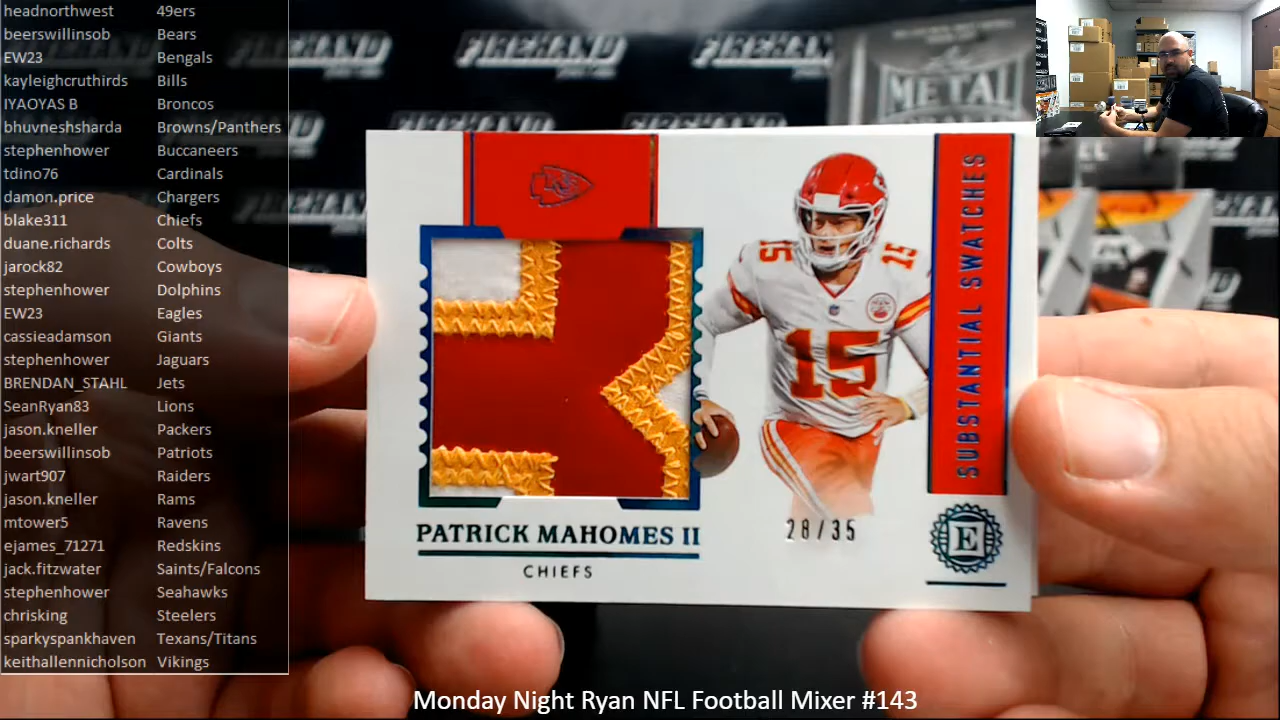 headnorthwest 49ers
beerswillinsob Bears
EW23 Bengals
kayleighcruthirds Bills
IYAOYAS B Broncos
bhuvneshsharda Browns/Panthers
stephenhower Buccaneers
tdino76 Cardinals
damon.price Chargers
blake311 Chiefs
duane.richards Colts
jarock82 Cowboys
stephenhower Dolphins
EW23 Eagles
cassieadamson Giants
stephenhower Jaguars
BRENDAN_STAHL Jets
SeanRyan83 Lions
jason.kneller Packers
beerswillinsob Patriots
jwart907 Raiders
jason.kneller Rams
mtower5 Ravens
ejames_71271 Redskins
jack.fitzwater Saints/Falcons
stephenhower Seahawks
chrisking Steelers
sparkyspankhaven Texans/Titans
keithallennicholson Vikings
FIREHAND FIREHAND
METAL
15 15
15
SUBSTANTIAL SWATCHES
PATRICK MAHOMES II
CHIEFS
28/35
E
Monday Night Ryan NFL Football Mixer #143